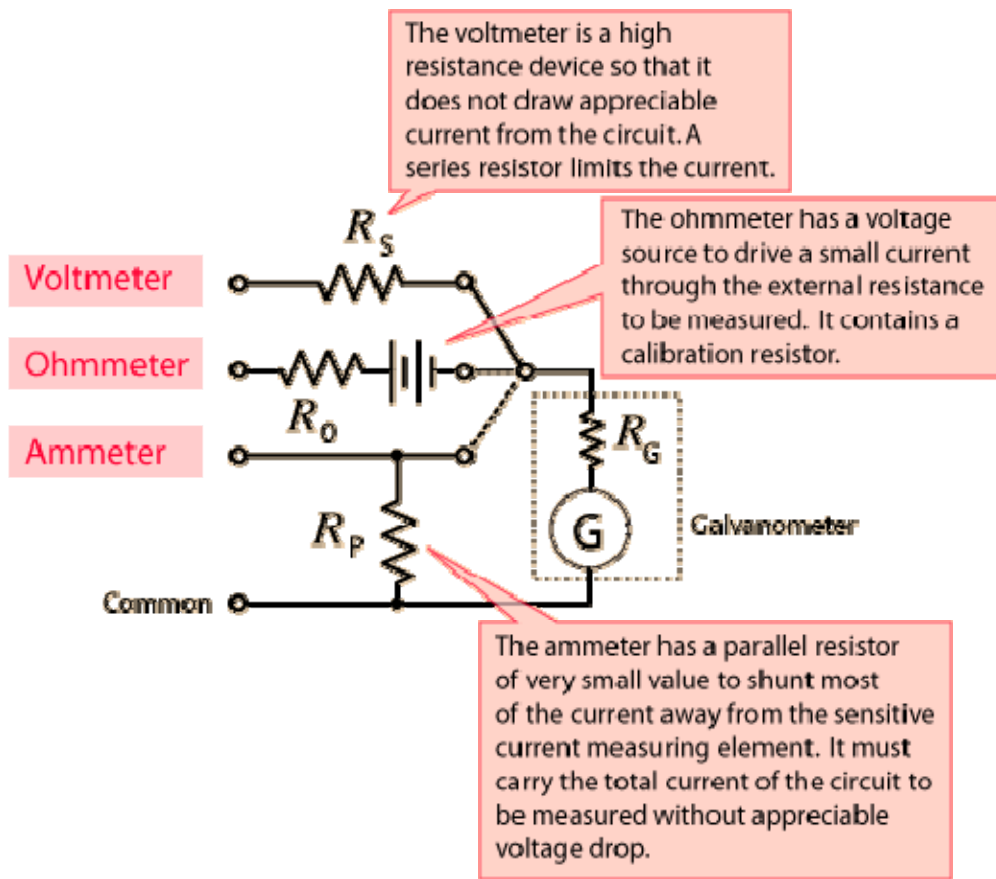 The voltmeter is a high
resistance device so that it
does not draw appreciable
current from the circuit. A
series resistor limits the current.
The ohmmeter has a voltage
source to drive a small current
through the external resistance
to be measured. It contains a
calibration resistor.
RS
Voltmeter
Ohmmeter
RO
Ammeter
RG
G
Galvanometer
RP
Common
The ammeter has a parallel resistor
of very small value to shunt most
of the current away from the sensitive
current measuring element. It must
carry the total current of the circuit to
be measured without appreciable
voltage drop.